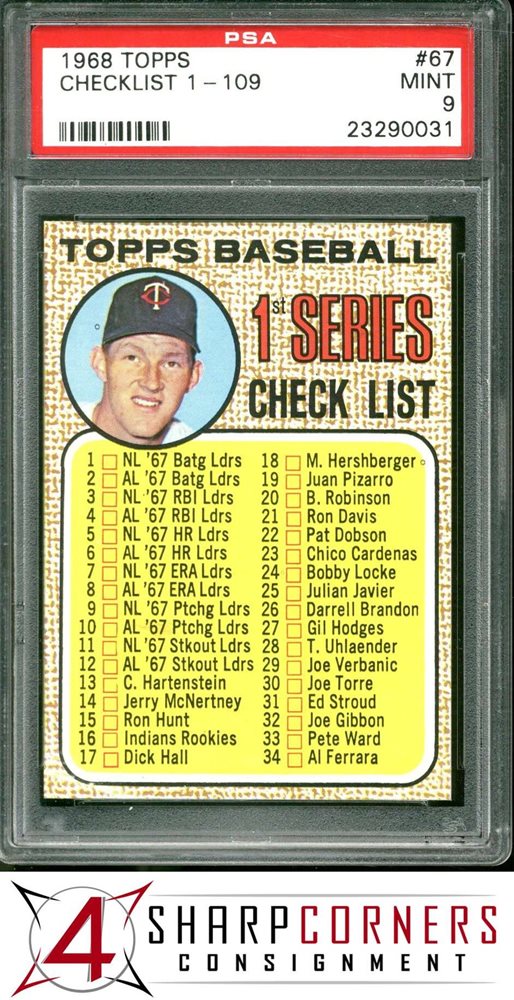 PSA
1968 TOPPS #67
CHECKLIST 1 - 109 MINT
9
23290031
TOPPS BASEBALL
TC
1st SERIES
CHECK LIST
1 NL '67 Batg Ldrs
2 AL '67 Batg Ldrs
3 NL '67 RBI Ldrs
4 AL '67 RBI Ldrs
5 NL '67 HR Ldrs
6 AL '67 HR Ldrs
7 NL '67 ERA Ldrs
8 AL '67 ERA Ldrs
9 NL '67 Ptchg Ldrs
10 AL '67 Ptchg Ldrs
11 NL '67 Stkout Ldrs
12 AL '67 Stkout Ldrs
13 C. Hartenstein
14 Jerry McNertney
15 Ron Hunt
16 Indians Rookies
17 Dick Hall
18 M. Hershberger
19 Juan Pizarro
20 B. Robinson
21 Ron Davis
22 Pat Dobson
23 Chico Cardenas
24 Bobby Locke
25 Julian Javier
26 Darrell Brandon
27 Gil Hodges
28 T. Uhlaender
29 Joe Verbanic
30 Joe Torre
31 Ed Stroud
32 Joe Gibbon
33 Pete Ward
34 Al Ferrara
4 SHARPCORNERS
CONSIGNMENT